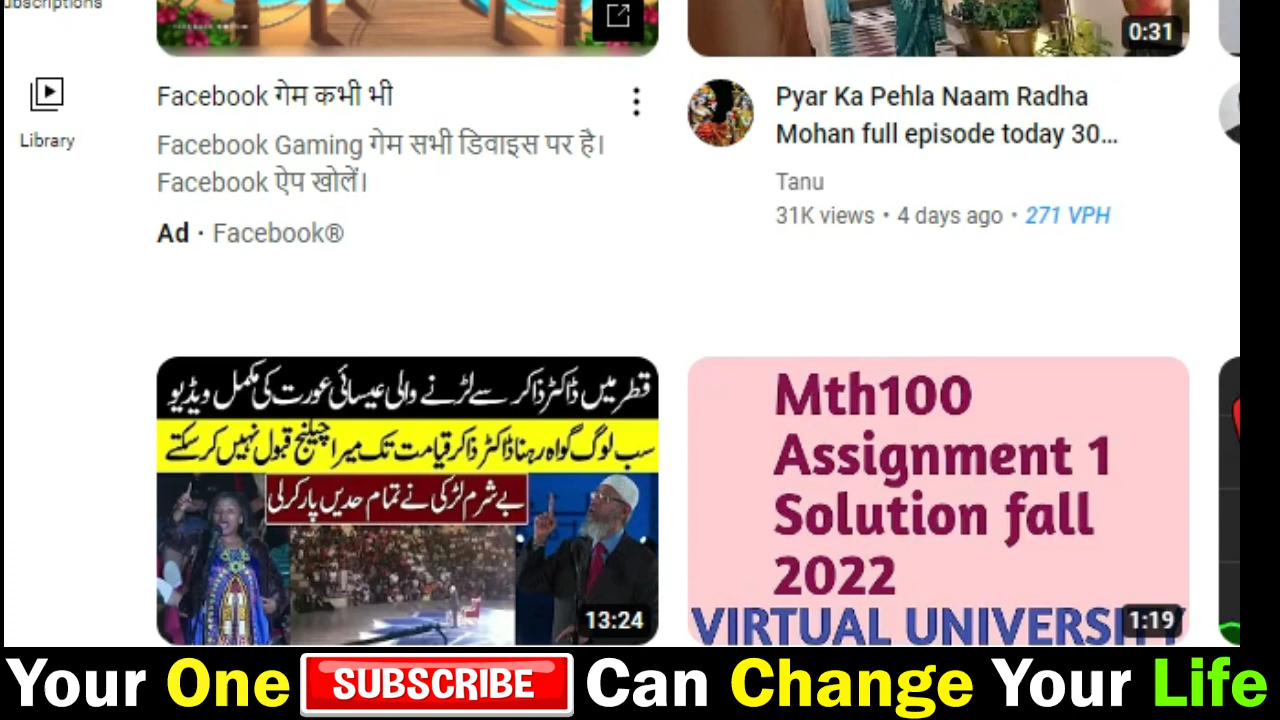 0:31
Library
Facebook गेम कभी भी
Facebook Gaming गेम सभी डिवाइस पर है।
Facebook ऐप खोलें।
Ad · Facebook®
Pyar Ka Pehla Naam Radha
Mohan full episode today 30...
Tanu
31K views • 4 days ago • 271 VPH
قطر میں ڈاکٹر ذاکر سے لڑنے والی عیسائی عورت کی مکمل ویڈیو
سب لوگ گواہ رہنا ڈاکٹر ذاکر قیامت تک میرا چیلنج قبول نہیں کر سکتے
بے شرم لڑکی نے تمام حدیں پار کر لی
13:24
Mth100
Assignment 1
Solution fall
2022
VIRTUAL UNIVERSITY
1:19
Your One SUBSCRIBE Can Change Your Life